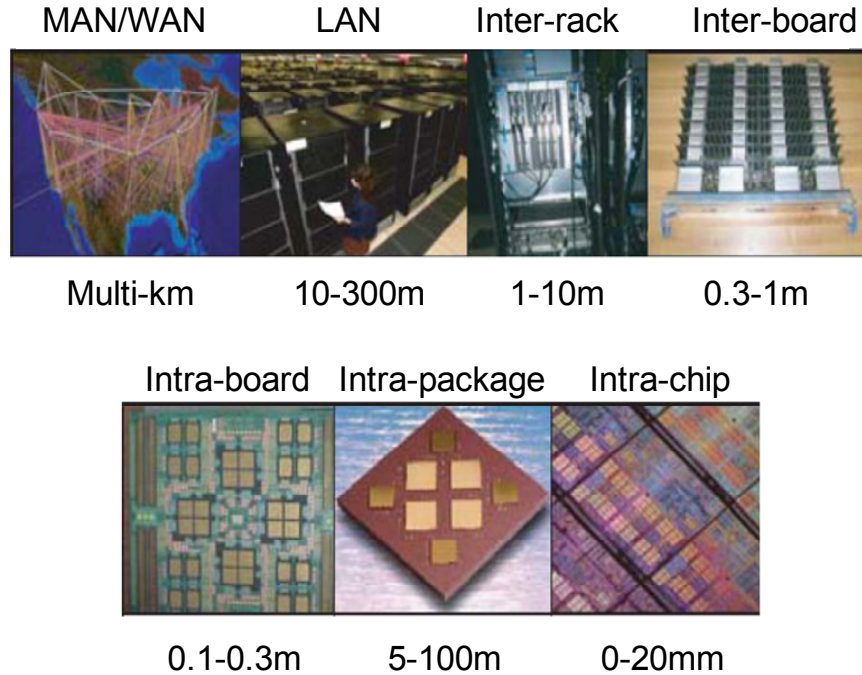 MAN/WAN LAN Inter-rack Inter-board
Multi-km 10-300m 1-10m 0.3-1m
Intra-board Intra-package Intra-chip
0.1-0.3m 5-100m 0-20mm